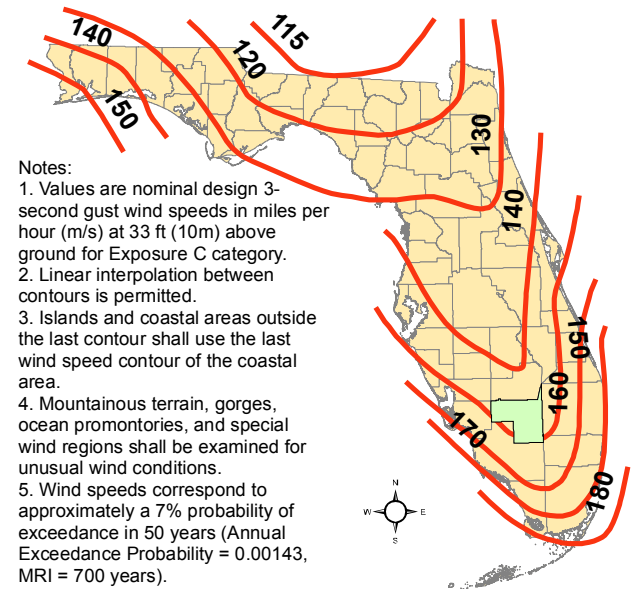 115
140
120
150
130
Notes:
1. Values are nominal design 3-
second gust wind speeds in miles per
hour (m/s) at 33 ft (10m) above
ground for Exposure C category.
2. Linear interpolation between
contours is permitted.
3. Islands and coastal areas outside
the last contour shall use the last
wind speed contour of the coastal
area.
4. Mountainous terrain, gorges,
ocean promontories, and special
wind regions shall be examined for
unusual wind conditions.
5. Wind speeds correspond to
approximately a 7% probability of
exceedance in 50 years (Annual
Exceedance Probability = 0.00143,
MRI = 700 years).
140
150
160
170
180
N
W E
S